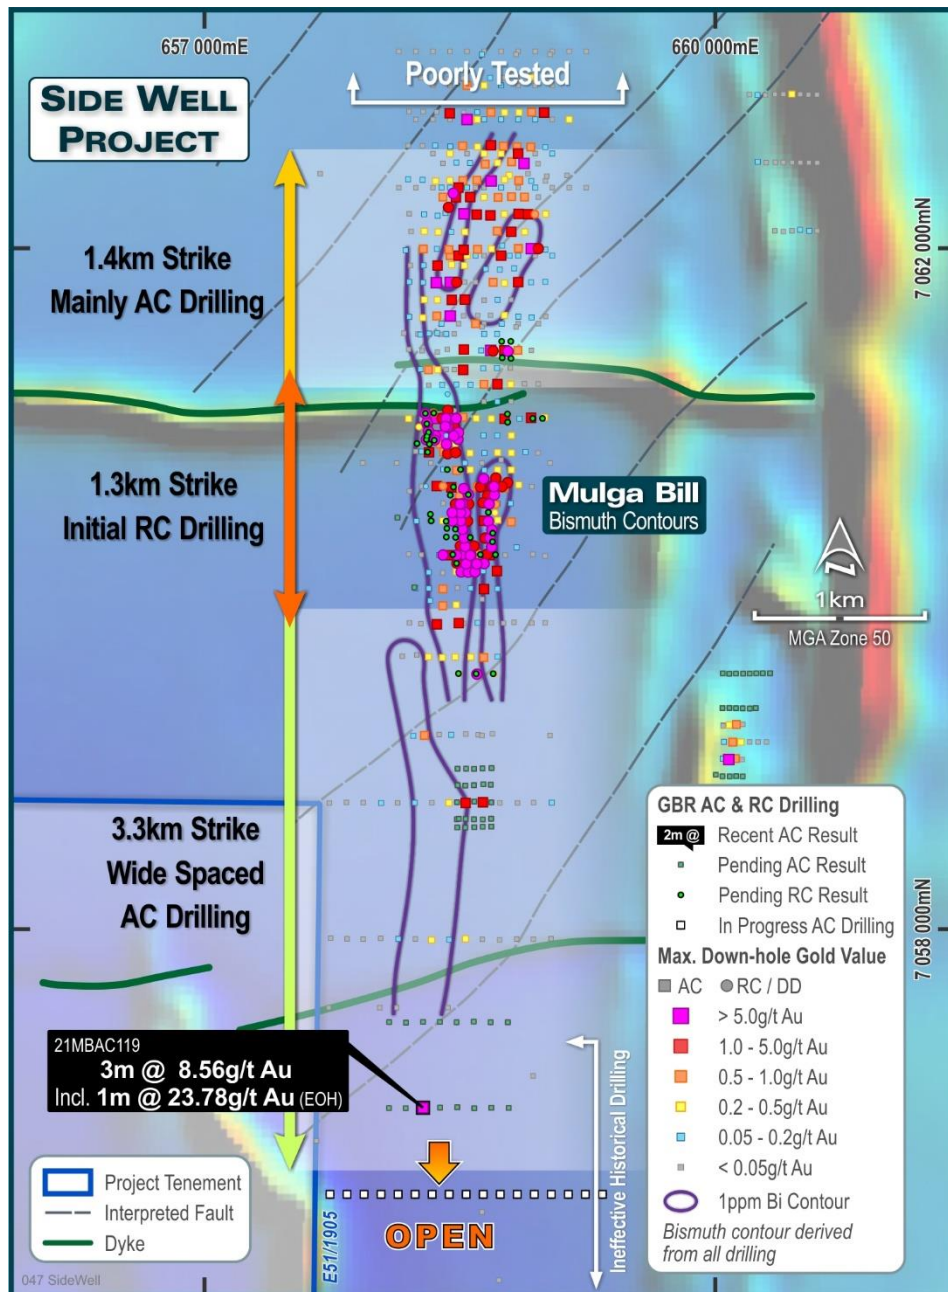 657 000mE
660 000mE
Poorly Tested
SIDE WELL
PROJECT
1.4km Strike
Mainly AC Drilling
7 062 000mN
1.3km Strike
Initial RC Drilling
Mulga Bill
Bismuth Contours
N
1km
MGA Zone 50
3.3km Strike
Wide Spaced
AC Drilling
7 058 000mN
GBR AC & RC Drilling
2m @ Recent AC Result
Pending AC Result
Pending RC Result
In Progress AC Drilling
Max. Down-hole Gold Value
AC RC / DD
> 5.0g/t Au
1.0 - 5.0g/t Au
0.5 - 1.0g/t Au
0.2 - 0.5g/t Au
0.05 - 0.2g/t Au
< 0.05g/t Au
1ppm Bi Contour
Bismuth contour derived
from all drilling
21MBAC119
3m @ 8.56g/t Au
Incl. 1m @ 23.78g/t Au (EOH)
Ineffective Historical Drilling
Project Tenement
Interpreted Fault
Dyke
E51/1905
OPEN
047 SideWell